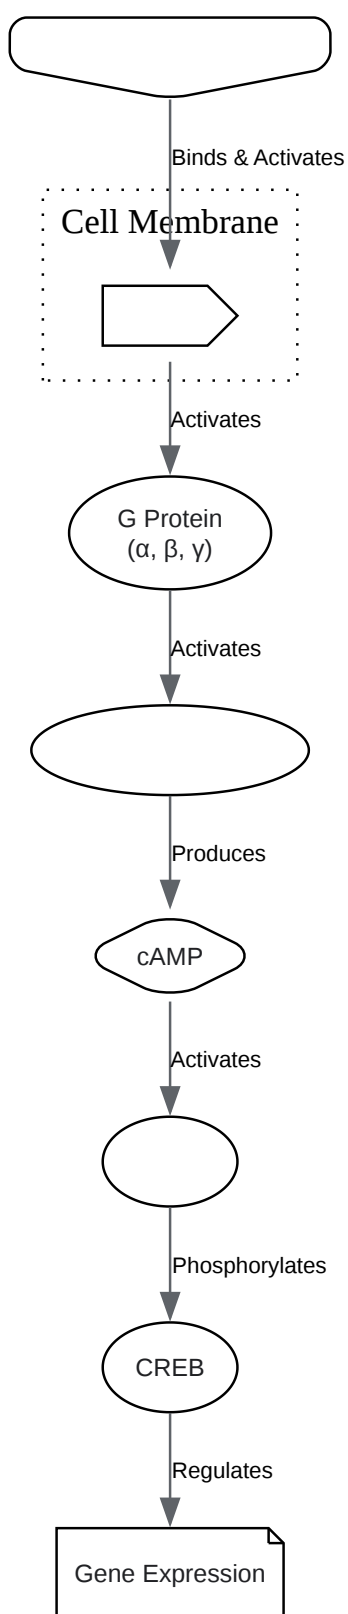 Binds & Activates
Cell Membrane
Activates
G Protein
(α, β, γ)
Activates
Produces
cAMP
Activates
Phosphorylates
CREB
Regulates
Gene Expression